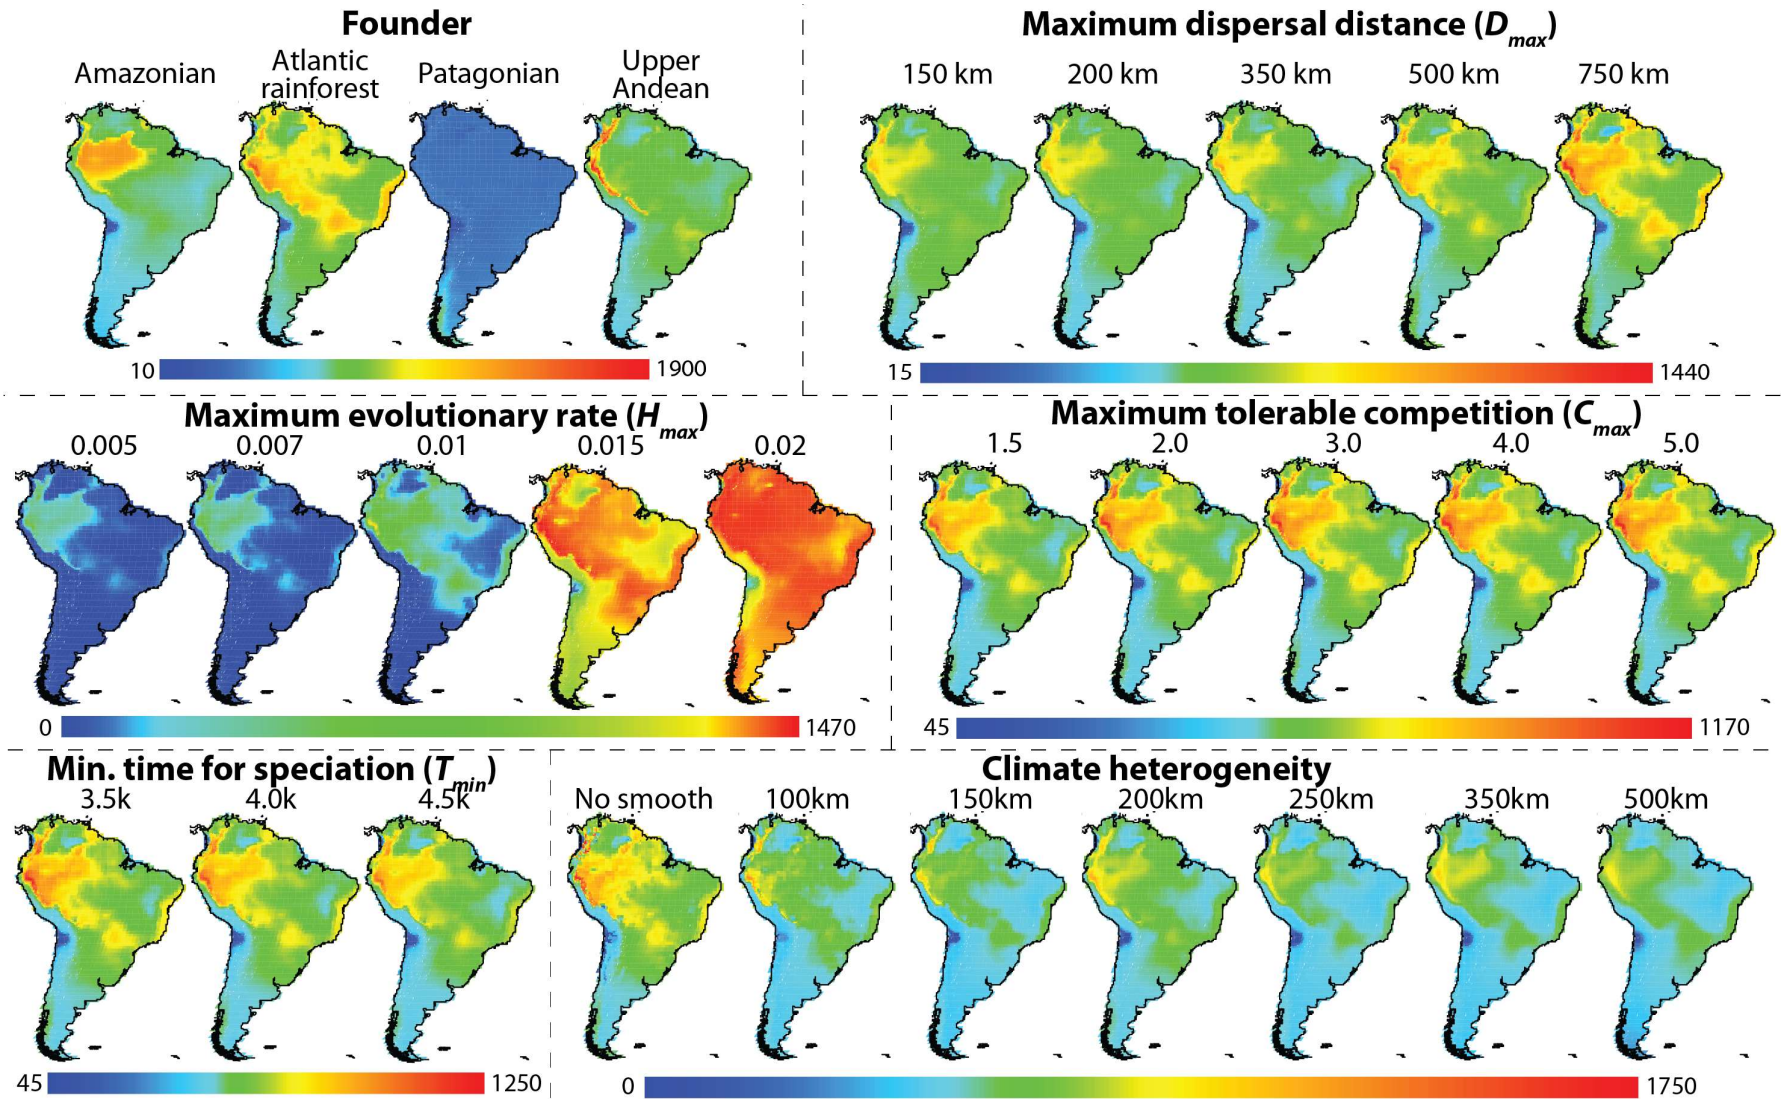 Founder
Amazonian
Atlantic
rainforest
Patagonian
Upper
Andean
10
1900
Maximum dispersal distance (Dmax)
150 km
200 km
350 km
500 km
750 km
15
1440
Maximum evolutionary rate (Hmax)
0.005
0.007
0.01
0.015
0.02
0
1470
Maximum tolerable competition (Cmax)
1.5
2.0
3.0
4.0
5.0
45
1170
Min. time for speciation (Tmin)
3.5k
4.0k
4.5k
45
1250
Climate heterogeneity
No smooth
100km
150km
200km
250km
350km
500km
0
1750